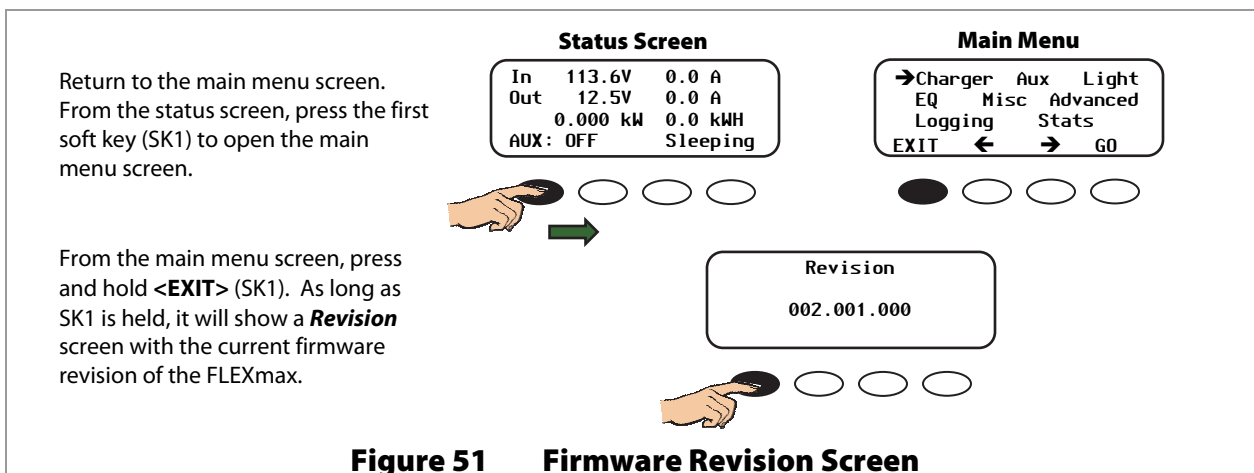 Status Screen
Main Menu
Return to the main menu screen.
From the status screen, press the first
soft key (SK1) to open the main
menu screen.
In 113.6V 0.0 A
Out 12.5V 0.0 A
0.000 kW 0.0 kWH
AUX: OFF Sleeping
➔Charger Aux Light
EQ Misc Advanced
Logging Stats
EXIT 🡸 ➔ GO
From the main menu screen, press
and hold <EXIT> (SK1). As long as
SK1 is held, it will show a Revision
screen with the current firmware
revision of the FLEXmax.
Revision
002.001.000
Figure 51 Firmware Revision Screen